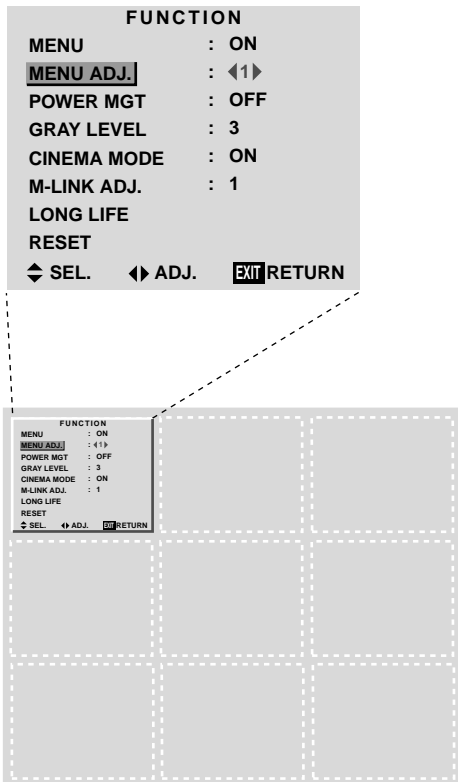 FUNCTION
MENU : ON
MENU ADJ. : 1
POWER MGT : OFF
GRAY LEVEL : 3
CINEMA MODE : ON
M-LINK ADJ. : 1
LONG LIFE
RESET
SEL. ADJ. EXIT RETURN
FUNCTION
MENU : ON
MENU ADJ. : 1
POWER MGT : OFF
GRAY LEVEL : 3
CINEMA MODE : ON
M-LINK ADJ. : 1
LONG LIFE
RESET
SEL. ADJ. EXIT RETURN